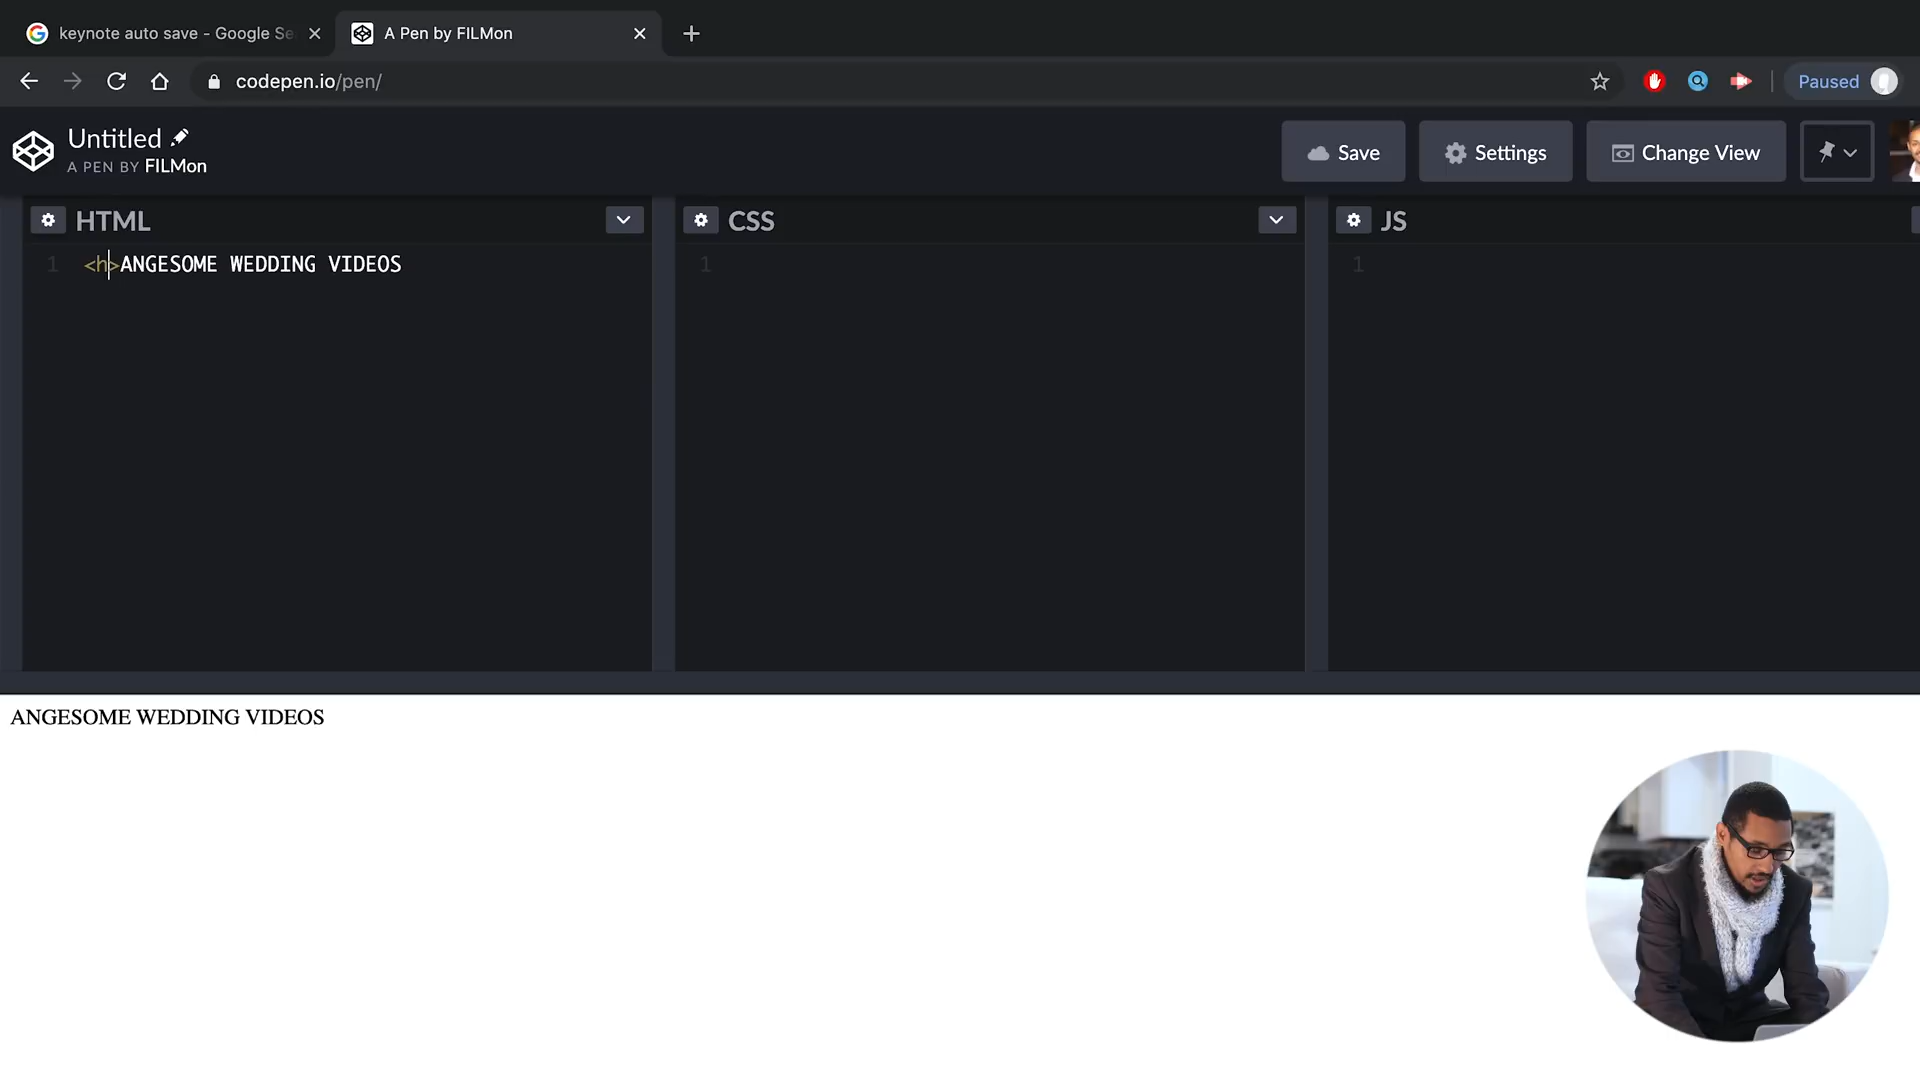 keynote auto save - Google Se
A Pen by FILMon
codepen.io/pen/
Paused
Untitled
A PEN BY FILMon
Save
Settings
Change View
HTML
CSS
JS
1 <h>ANGESOME WEDDING VIDEOS
1
1
ANGESOME WEDDING VIDEOS